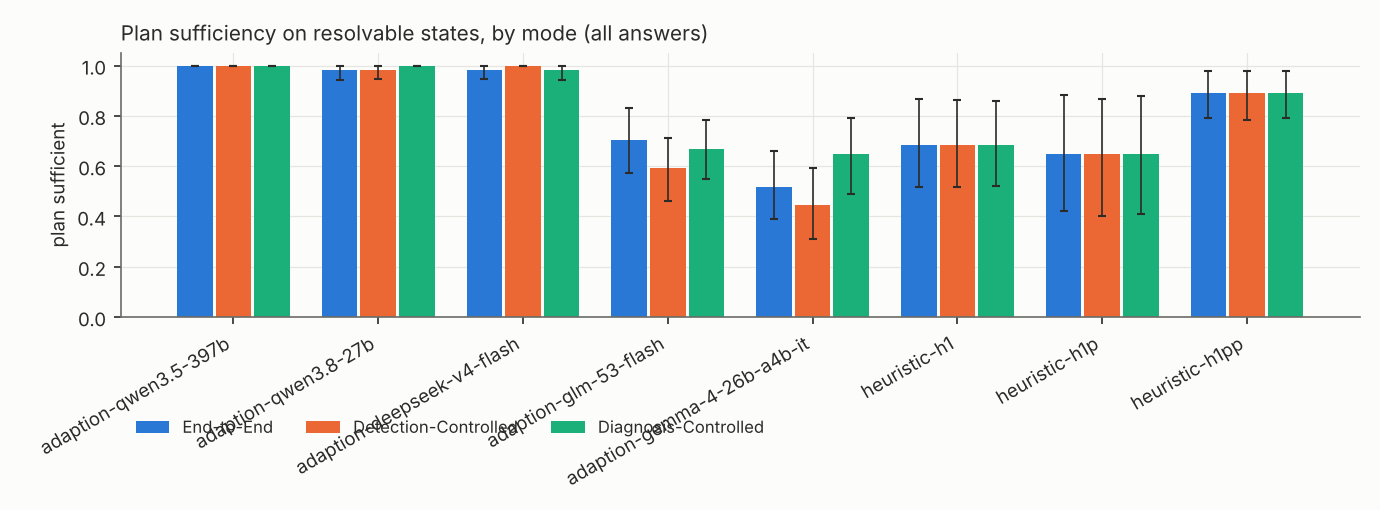 Plan sufficiency on resolvable states, by mode (all answers)
plan sufficient
1.0
0.8
0.6
0.4
0.2
0.0
adaption-qwen3.5-397b
adaption-qwen3.8-27b
adaption-deepseek-v4-flash
adaption-glm-53-flash
adaption-gemma-4-26b-a4b-it
heuristic-h1
heuristic-h1p
heuristic-h1pp
End-to-End
Detection-Controlled
Diagnosis-Controlled